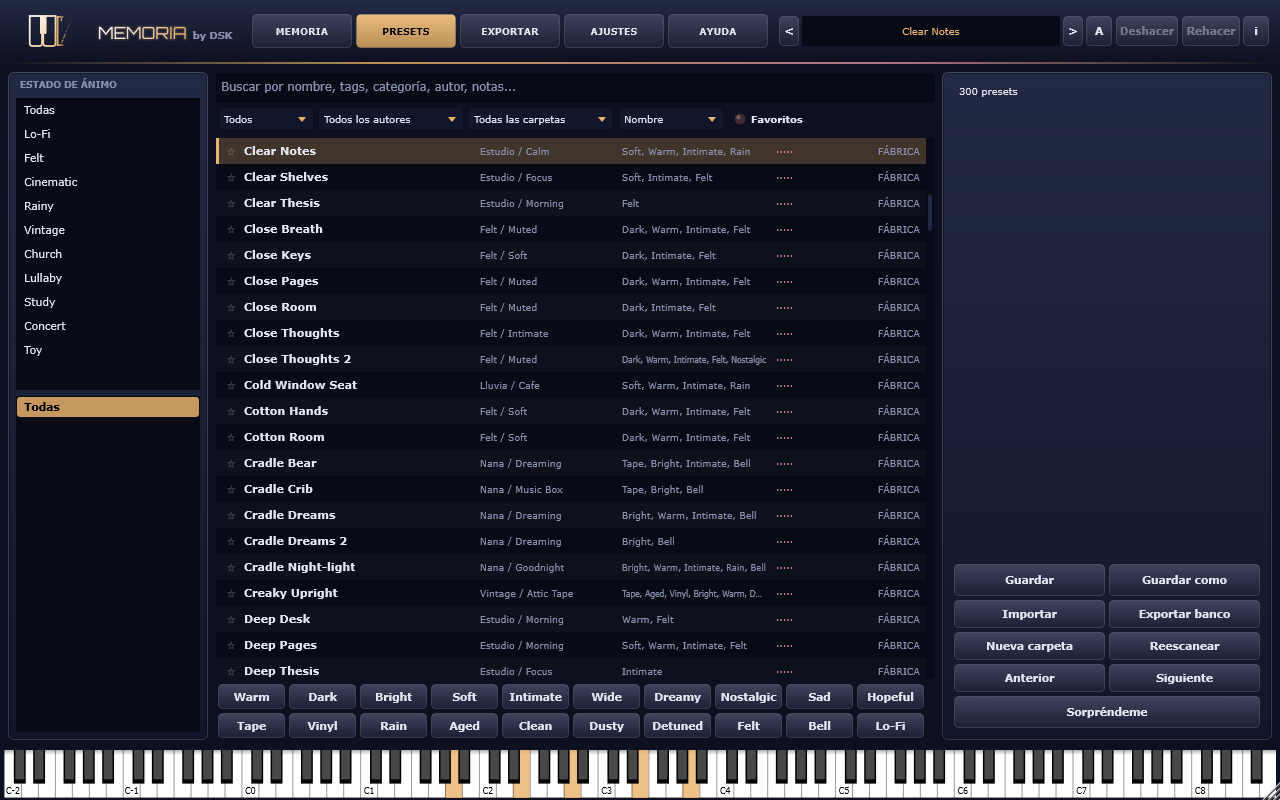 MEMORIA by DSK
MEMORIA
PRESETS
EXPORTAR
AJUSTES
AYUDA
<
Clear Notes
>
A
Deshacer
Rehacer
i
ESTADO DE ÁNIMO
Todas
Lo-Fi
Felt
Cinematic
Rainy
Vintage
Church
Lullaby
Study
Concert
Toy
Todas
Buscar por nombre, tags, categoría, autor, notas...
Todos
Todos los autores
Todas las carpetas
Nombre
Favoritos
Clear Notes Estudio / Calm Soft, Warm, Intimate, Rain FÁBRICA
Clear Shelves Estudio / Focus Soft, Intimate, Felt FÁBRICA
Clear Thesis Estudio / Morning Felt FÁBRICA
Close Breath Felt / Muted Dark, Warm, Intimate, Felt FÁBRICA
Close Keys Felt / Soft Dark, Intimate, Felt FÁBRICA
Close Pages Felt / Muted Dark, Warm, Intimate, Felt FÁBRICA
Close Room Felt / Muted Dark, Intimate, Felt FÁBRICA
Close Thoughts Felt / Intimate Dark, Warm, Intimate, Felt FÁBRICA
Close Thoughts 2 Felt / Muted Dark, Warm, Intimate, Felt, Nostalgic FÁBRICA
Cold Window Seat Lluvia / Cafe Soft, Warm, Intimate, Rain FÁBRICA
Cotton Hands Felt / Soft Dark, Warm, Intimate, Felt FÁBRICA
Cotton Room Felt / Soft Dark, Warm, Intimate, Felt FÁBRICA
Cradle Bear Nana / Dreaming Tape, Bright, Intimate, Bell FÁBRICA
Cradle Crib Nana / Music Box Tape, Bright, Bell FÁBRICA
Cradle Dreams Nana / Dreaming Bright, Warm, Intimate, Bell FÁBRICA
Cradle Dreams 2 Nana / Dreaming Bright, Bell FÁBRICA
Cradle Night-light Nana / Goodnight Bright, Warm, Intimate, Rain, Bell FÁBRICA
Creaky Upright Vintage / Attic Tape Tape, Aged, Vinyl, Bright, Warm, D... FÁBRICA
Deep Desk Estudio / Morning Warm, Felt FÁBRICA
Deep Pages Estudio / Morning Soft, Warm, Intimate, Felt FÁBRICA
Deep Thesis Estudio / Focus Intimate FÁBRICA
Warm Dark Bright Soft Intimate Wide Dreamy Nostalgic Sad Hopeful
Tape Vinyl Rain Aged Clean Dusty Detuned Felt Bell Lo-Fi
300 presets
Guardar Guardar como
Importar Exportar banco
Nueva carpeta Reescanear
Anterior Siguiente
Sorpréndeme
C-2 C-1 C0 C1 C2 C3 C4 C5 C6 C7 C8